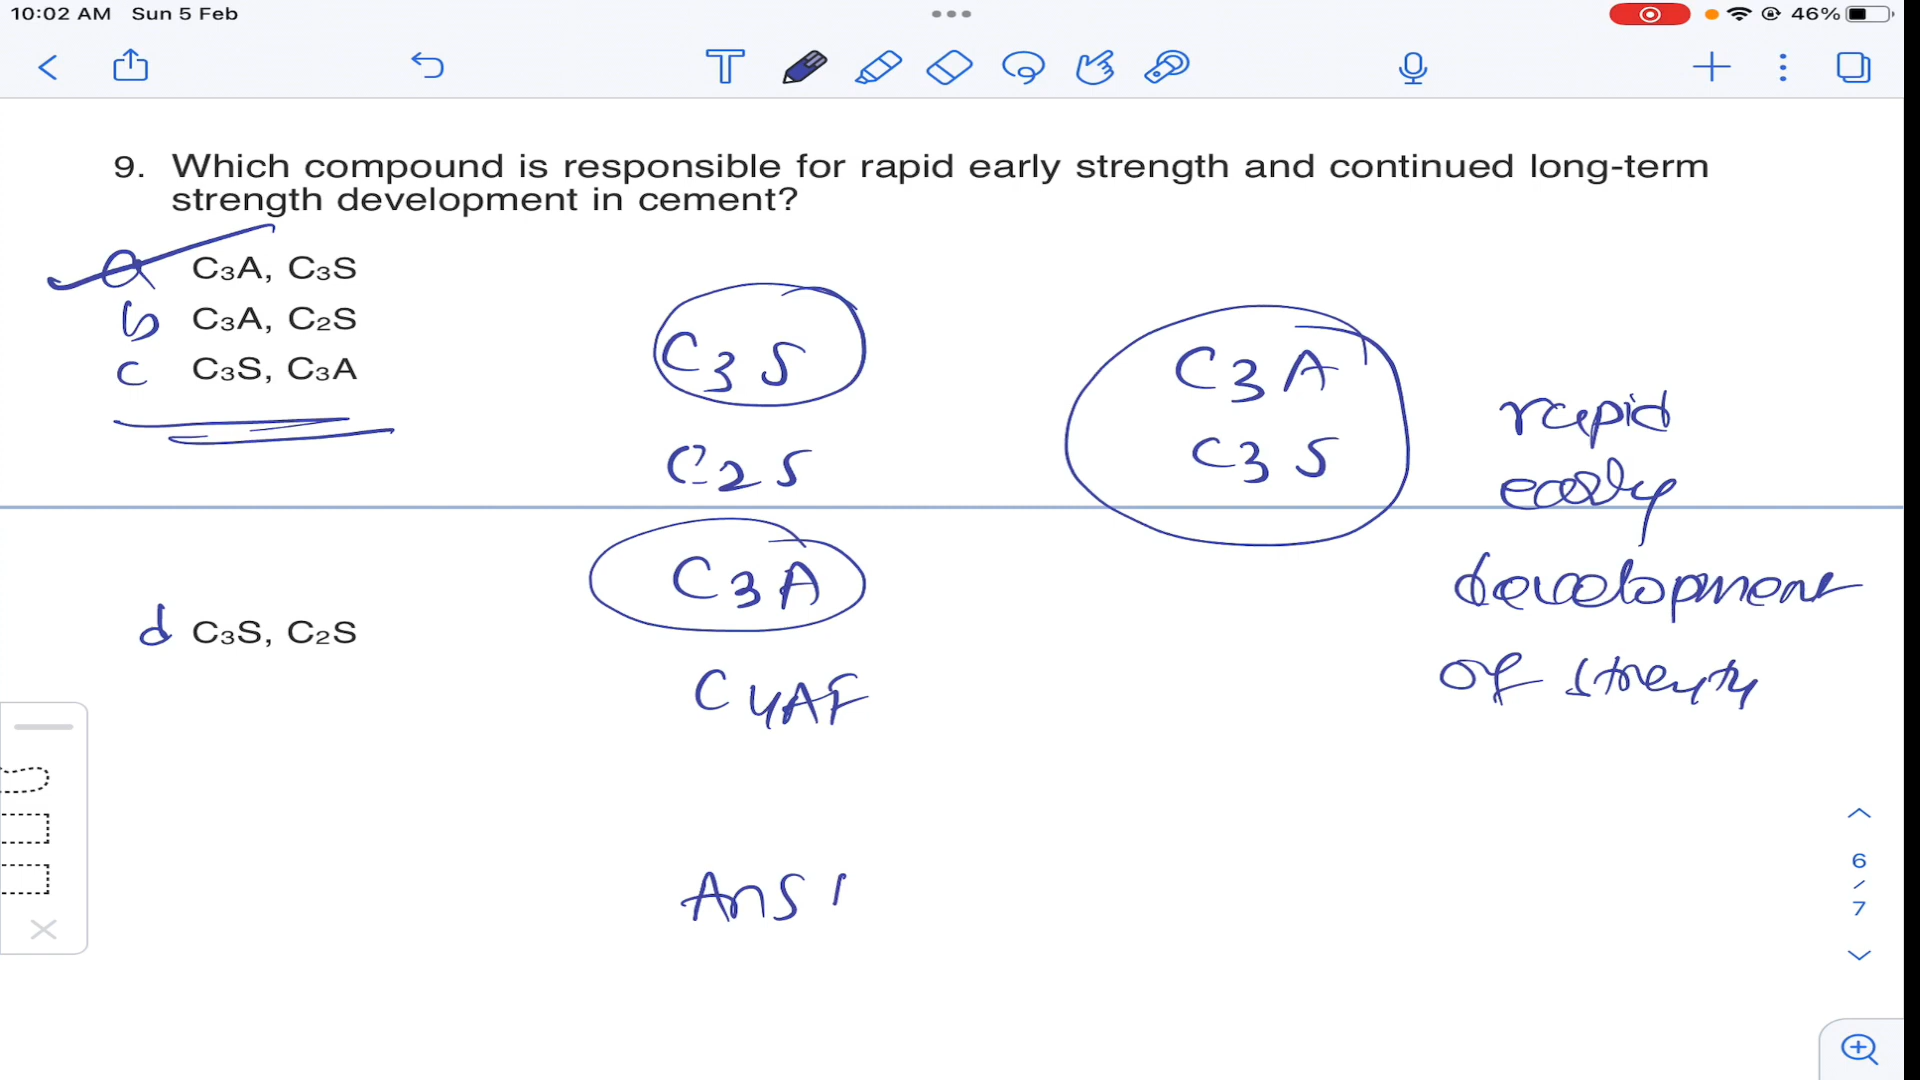 10:02 AM Sun 5 Feb
46%
9. Which compound is responsible for rapid early strength and continued long-term
strength development in cement?
a C₃A, C₃S
b C₃A, C₂S
c C₃S, C₃A
d C₃S, C₂S
C3S
C2S
C3A
C4AF
Ans
C3A
C3S
rapid
early
development
of strength
6
/
7